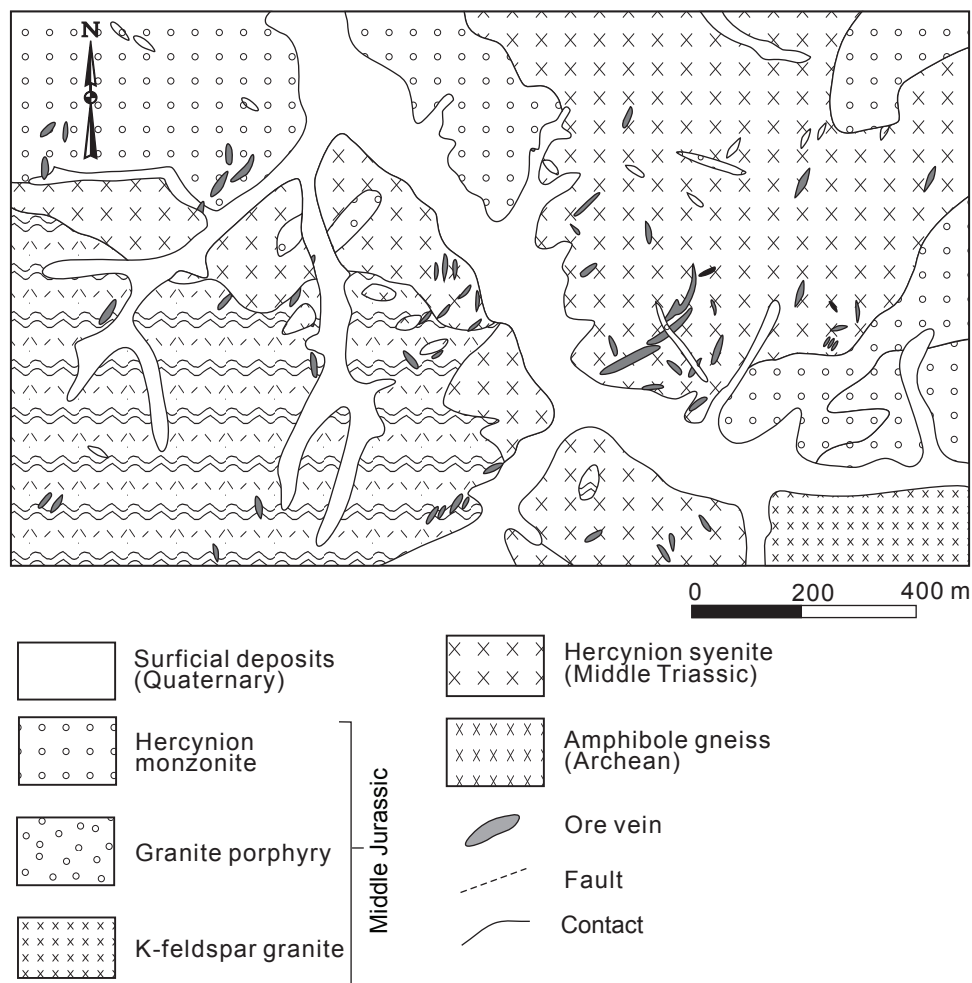 N
0 200 400 m
Surficial deposits
(Quaternary)
Hercynion
monzonite
Granite porphyry
K-feldspar granite
Middle Jurassic
Hercynion syenite
(Middle Triassic)
Amphibole gneiss
(Archean)
Ore vein
Fault
Contact